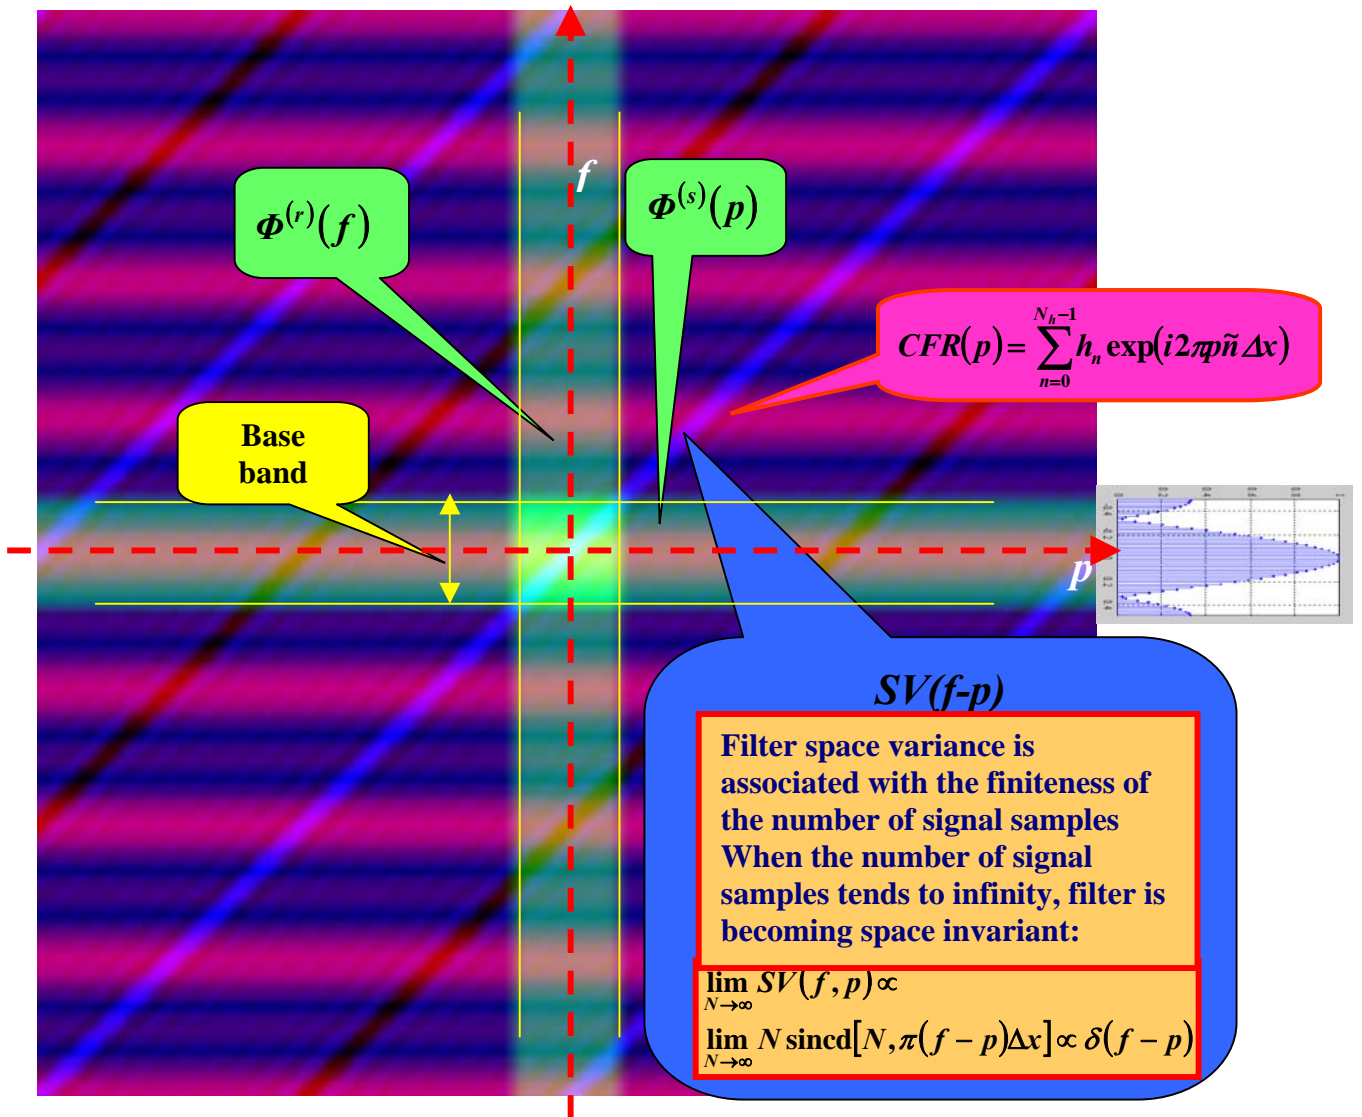 f
Φ^(r)(f)
Φ^(s)(p)
CFR(p) = ∑_{n=0}^{N_h−1} h_n exp(i2πpñΔx)
Base
band
p
SV(f-p)
Filter space variance is
associated with the finiteness of
the number of signal samples
When the number of signal
samples tends to infinity, filter is
becoming space invariant:
lim_{N→∞} SV(f, p) ∝
lim_{N→∞} N sincd[N, π(f − p)Δx] ∝ δ(f − p)